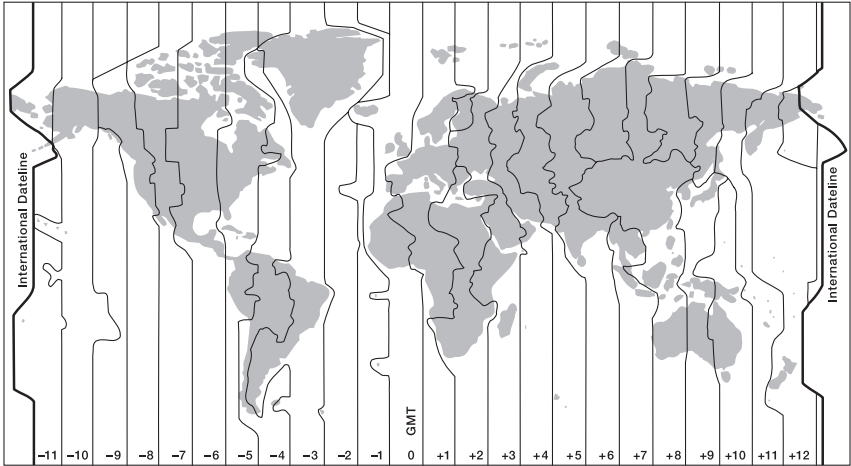 International Dateline
International Dateline
GMT
−11 −10 −9 −8 −7 −6 −5 −4 −3 −2 −1 0 +1 +2 +3 +4 +5 +6 +7 +8 +9 +10 +11 +12